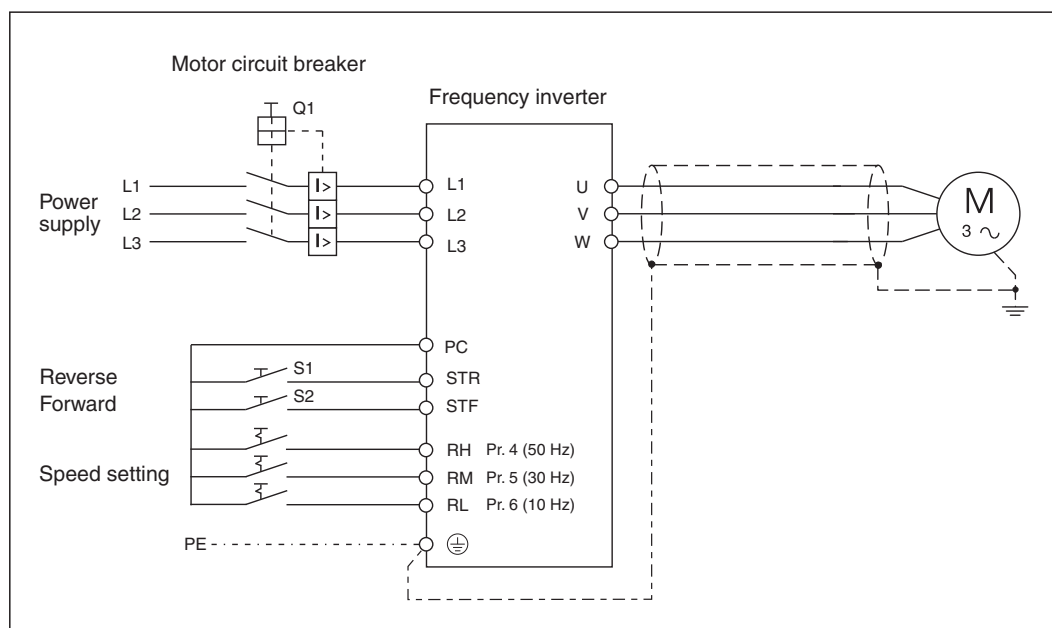 Motor circuit breaker
Q1
Frequency inverter
Power
supply
L1
L2
L3
L1
L2
L3
U
V
W
M
3 ~
PC
Reverse
Forward
S1
S2
STR
STF
Speed setting
RH Pr. 4 (50 Hz)
RM Pr. 5 (30 Hz)
RL Pr. 6 (10 Hz)
PE
I>
I>
I>